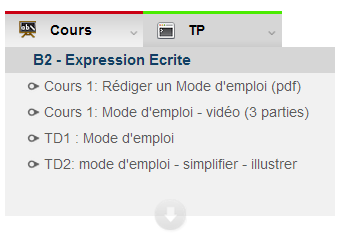 Cours TP
B2 - Expression Ecrite
Cours 1: Rédiger un Mode d'emploi (pdf)
Cours 1: Mode d'emploi - vidéo (3 parties)
TD1 : Mode d'emploi
TD2: mode d'emploi - simplifier - illustrer